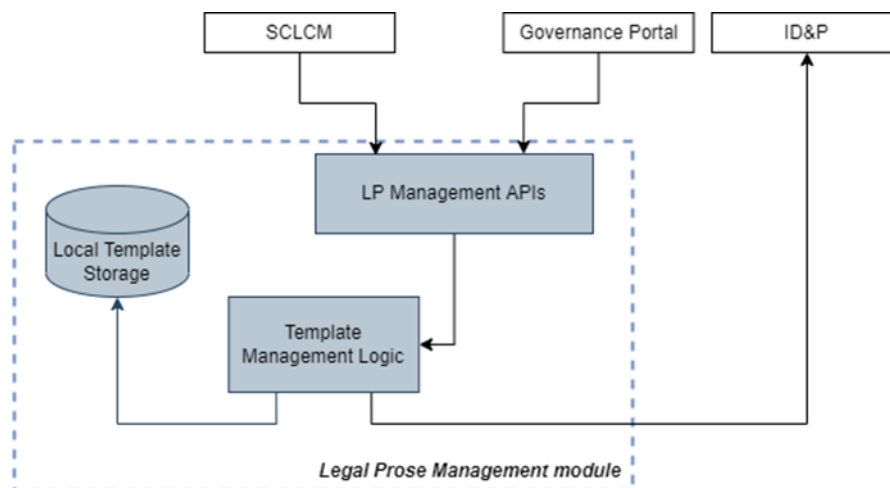 SCLCM
Governance Portal
ID&P
LP Management APIs
Local Template
Storage
Template
Management Logic
Legal Prose Management module